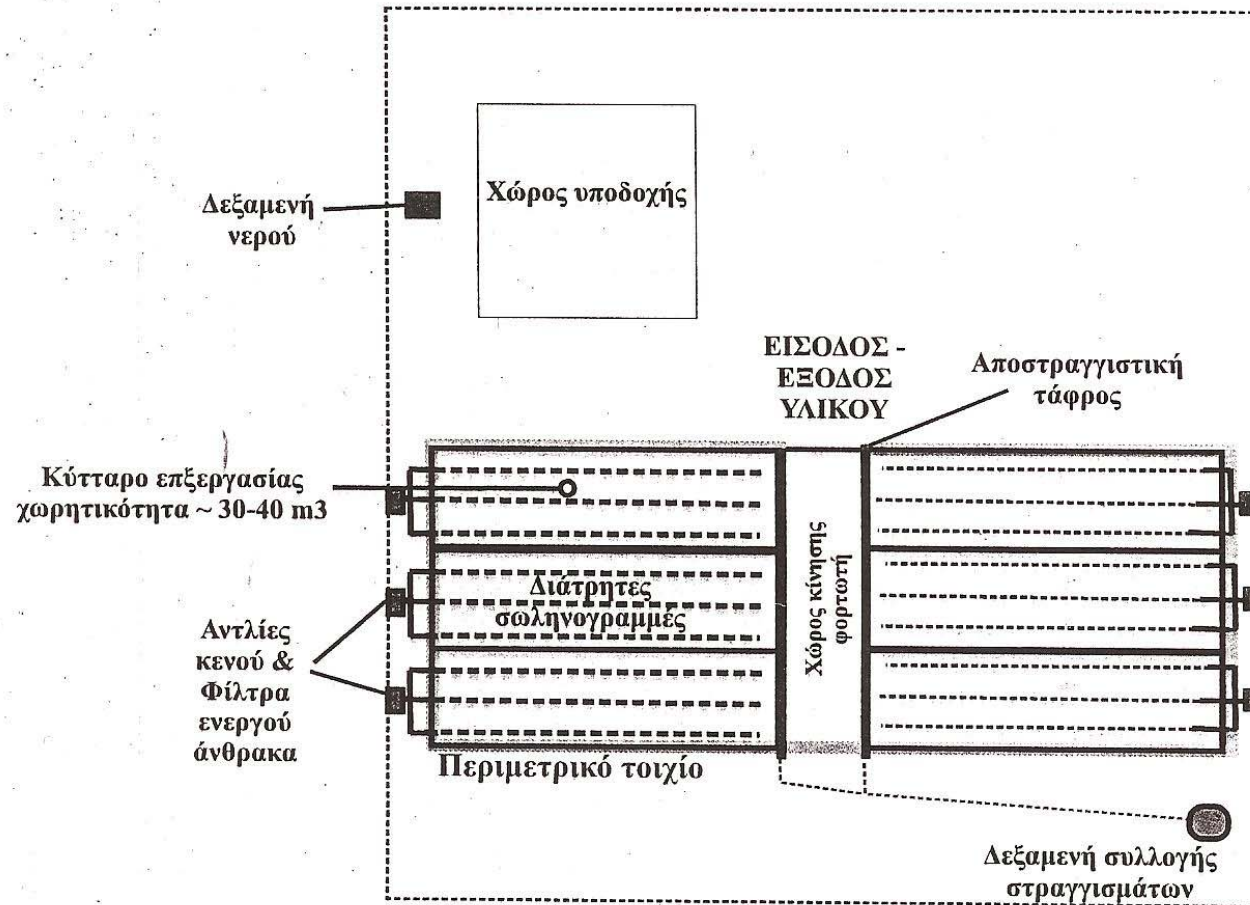 Χώρος υποδοχής
Δεξαμενή
νερού
ΕΙΣΟΔΟΣ -
ΕΞΟΔΟΣ
ΥΛΙΚΟΥ
Αποστραγγιστική
τάφρος
Κύτταρο επξεργασίας
χωρητικότητα ~ 30-40 m3
Διάτρητες
σωληνογραμμές
Χώρος κίνησης
φορτωτή
Αντλίες
κενού &
Φίλτρα
ενεργού
άνθρακα
Περιμετρικό τοιχίο
Δεξαμενή συλλογής
στραγγισμάτων